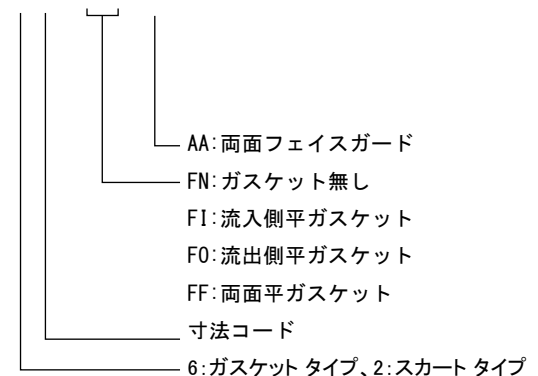 AA:両面フェイスガード
FN:ガスケット無し
FI:流入側平ガスケット
FO:流出側平ガスケット
FF:両面平ガスケット
寸法コード
6:ガスケット タイプ、2:スカート タイプ